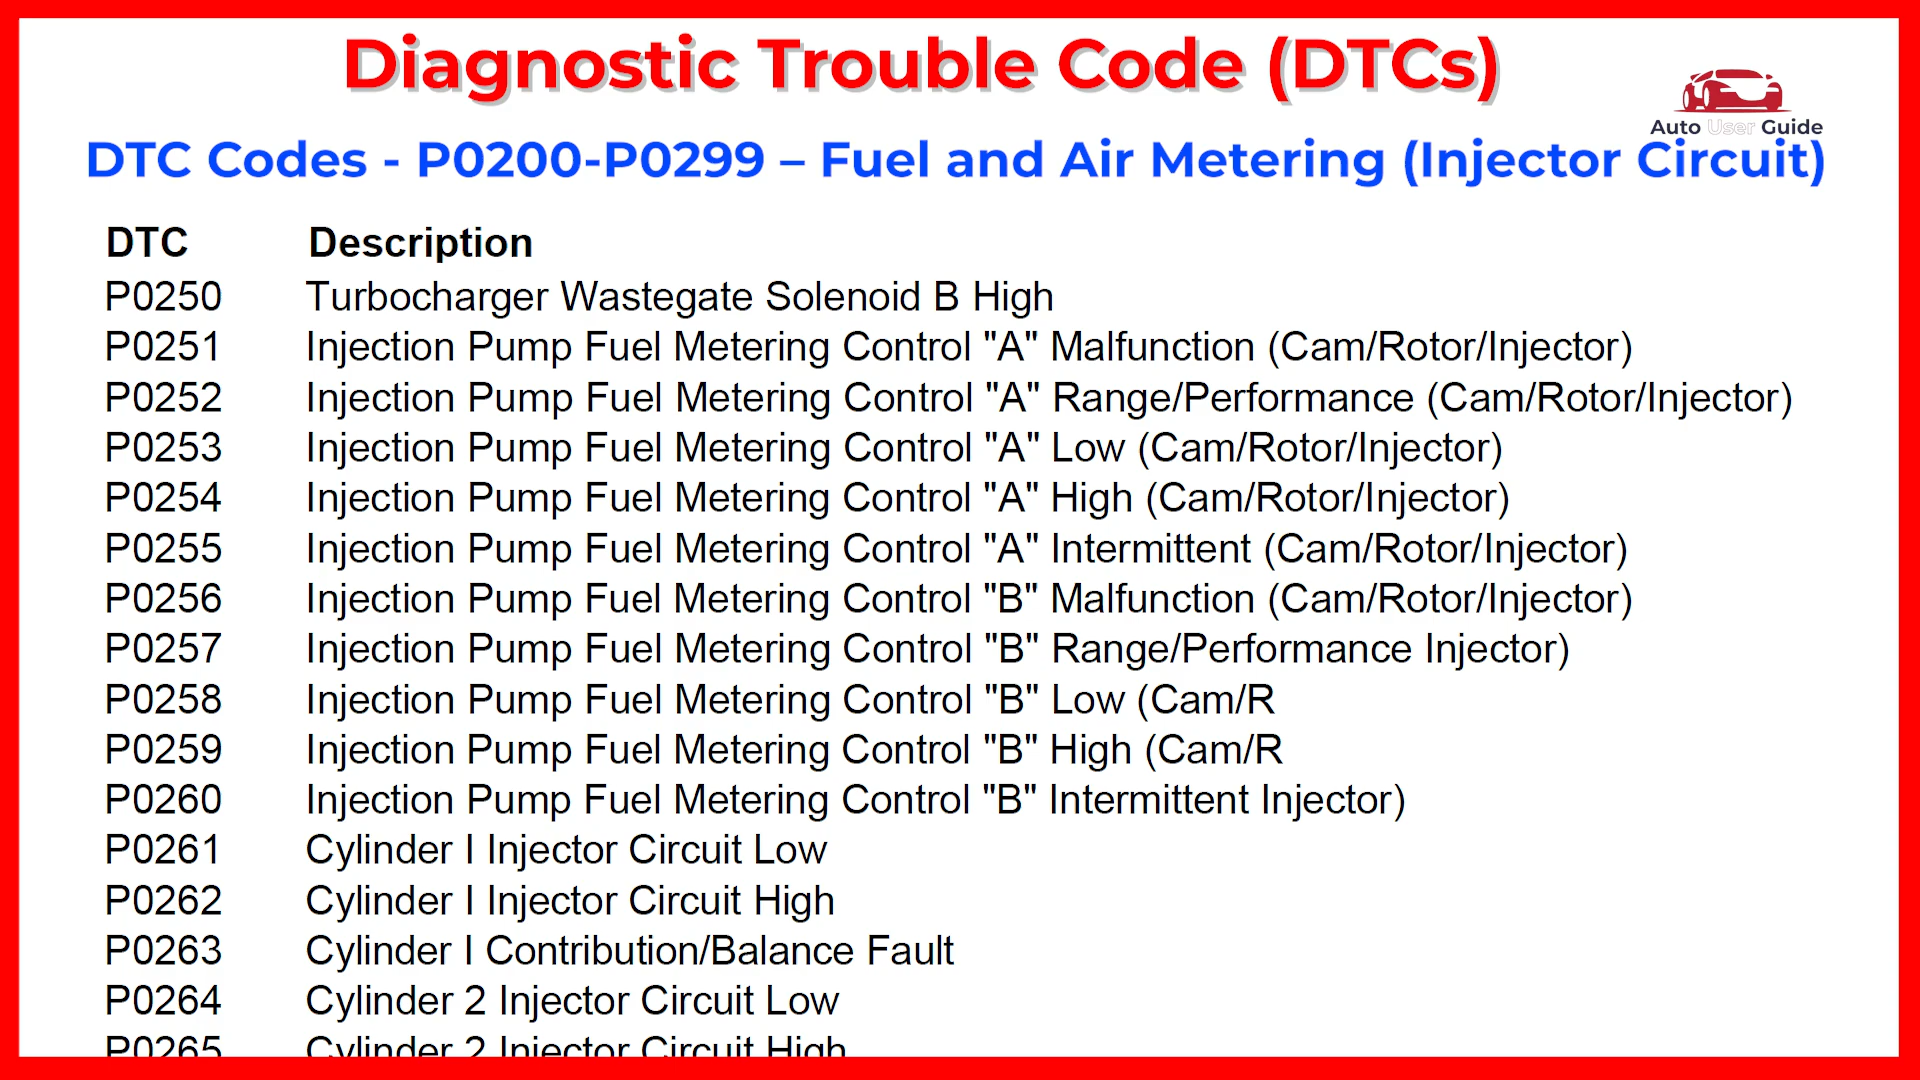 Diagnostic Trouble Code (DTCs)
Auto User Guide
DTC Codes - P0200-P0299 – Fuel and Air Metering (Injector Circuit)
DTC Description
P0250 Turbocharger Wastegate Solenoid B High
P0251 Injection Pump Fuel Metering Control "A" Malfunction (Cam/Rotor/Injector)
P0252 Injection Pump Fuel Metering Control "A" Range/Performance (Cam/Rotor/Injector)
P0253 Injection Pump Fuel Metering Control "A" Low (Cam/Rotor/Injector)
P0254 Injection Pump Fuel Metering Control "A" High (Cam/Rotor/Injector)
P0255 Injection Pump Fuel Metering Control "A" Intermittent (Cam/Rotor/Injector)
P0256 Injection Pump Fuel Metering Control "B" Malfunction (Cam/Rotor/Injector)
P0257 Injection Pump Fuel Metering Control "B" Range/Performance Injector)
P0258 Injection Pump Fuel Metering Control "B" Low (Cam/R
P0259 Injection Pump Fuel Metering Control "B" High (Cam/R
P0260 Injection Pump Fuel Metering Control "B" Intermittent Injector)
P0261 Cylinder I Injector Circuit Low
P0262 Cylinder I Injector Circuit High
P0263 Cylinder I Contribution/Balance Fault
P0264 Cylinder 2 Injector Circuit Low
P0265 Cylinder 2 Injector Circuit High